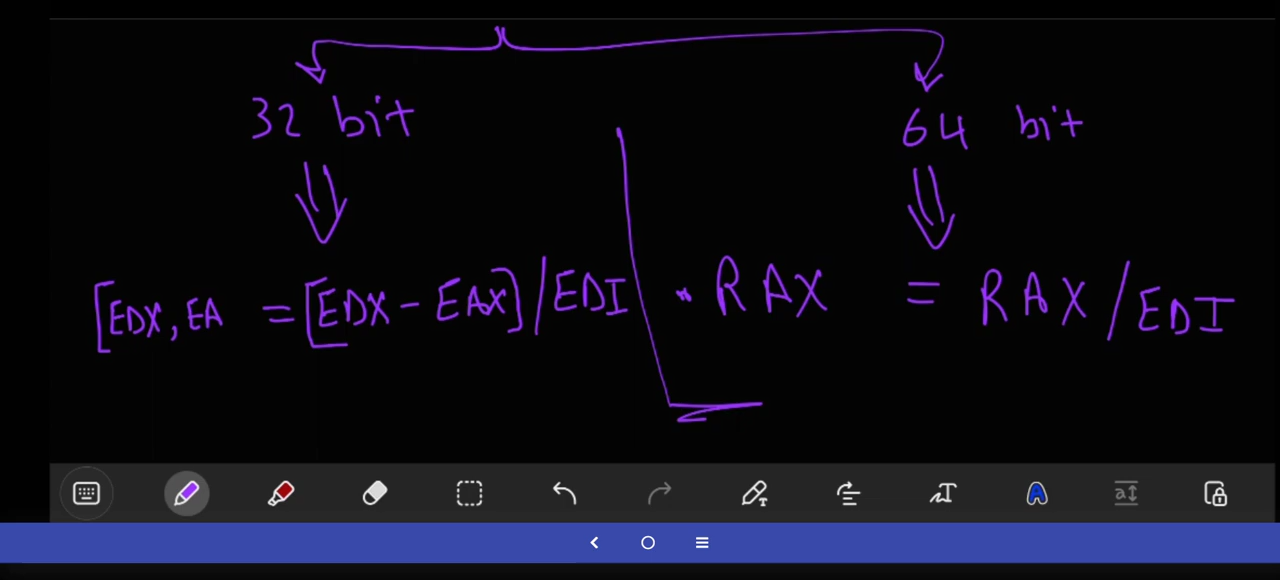 32 bit
64 bit
[EDX, EA = [EDX - EAX] / EDI
RAX = RAX / EDI